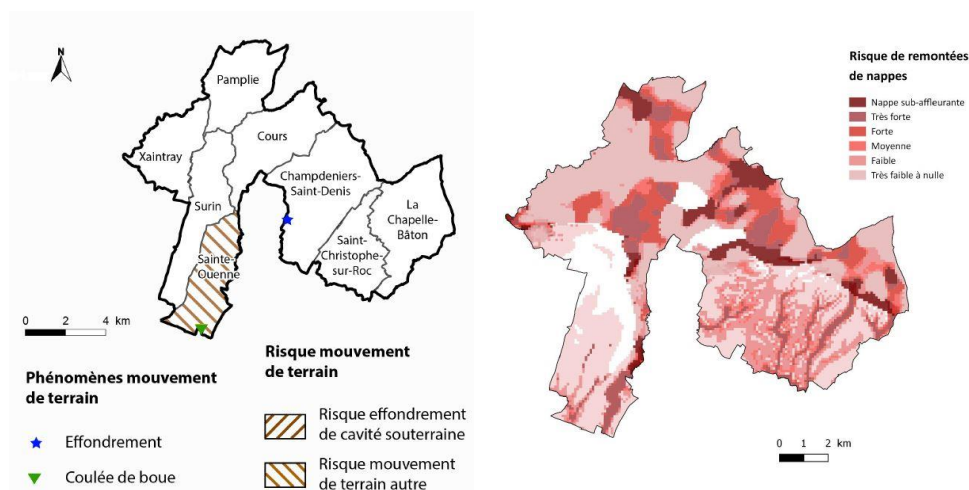 N
Pamplie
Cours
Xaintray
Champdeniers-
Saint-Denis
Surin
La
Chapelle-
Bâton
Sainte-
Ouenne
Saint-
Christophe-
sur-Roc
0 2 4 km
Phénomènes mouvement
de terrain
Effondrement
Coulée de boue
Risque mouvement
de terrain
Risque effondrement
de cavité souterraine
Risque mouvement
de terrain autre
Risque de remontées
de nappes
Nappe sub-affleurante
Très forte
Forte
Moyenne
Faible
Très faible à nulle
0 1 2 km